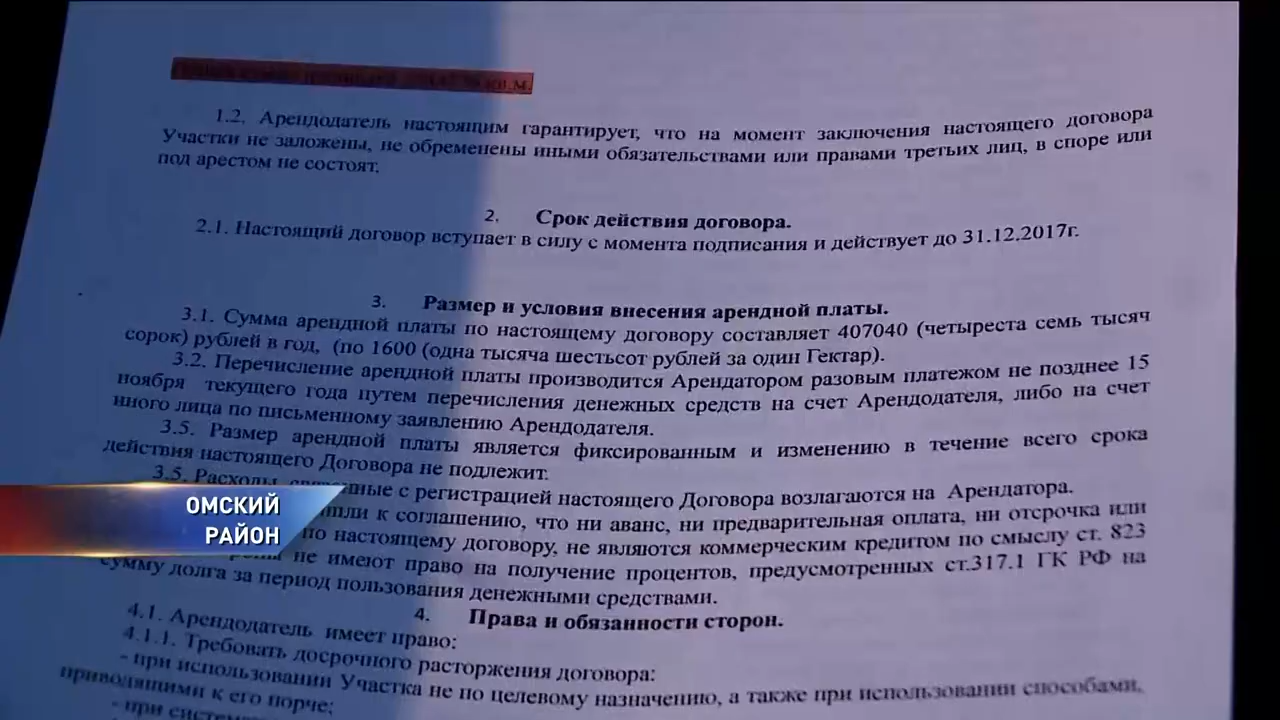 кв.м.
1.2. Арендодатель настоящим гарантирует, что на момент заключения настоящего договора
Участки не заложены, не обременены иными обязательствами или правами третьих лиц, в споре или
под арестом не состоят.
2. Срок действия договора.
2.1. Настоящий договор вступает в силу с момента подписания и действует до 31.12.2017г.
3. Размер и условия внесения арендной платы.
3.1. Сумма арендной платы по настоящему договору составляет 407040 (четыреста семь тысяч
сорок) рублей в год, (по 1600 (одна тысяча шестьсот рублей за один Гектар).
3.2. Перечисление арендной платы производится Арендатором разовым платежом не позднее 15
ноября текущего года путем перечисления денежных средств на счет Арендодателя, либо на счет
иного лица по письменному заявлению Арендодателя.
3.5. Размер арендной платы является фиксированным и изменению в течение всего срока
действия настоящего Договора не подлежит.
3.5. Расходы, связанные с регистрацией настоящего Договора возлагаются на Арендатора.
к соглашению, что ни аванс, ни предварительная оплата, ни отсрочка или
по настоящему договору, не являются коммерческим кредитом по смыслу ст. 823
не имеют право на получение процентов, предусмотренных ст.317.1 ГК РФ на
сумму долга за период пользования денежными средствами.
4. Права и обязанности сторон.
4.1. Арендодатель имеет право:
4.1.1. Требовать досрочного расторжения договора:
- при использовании Участка не по целевому назначению, а также при использовании способами,
приводящими к его порче;
- при
ОМСКИЙ
РАЙОН